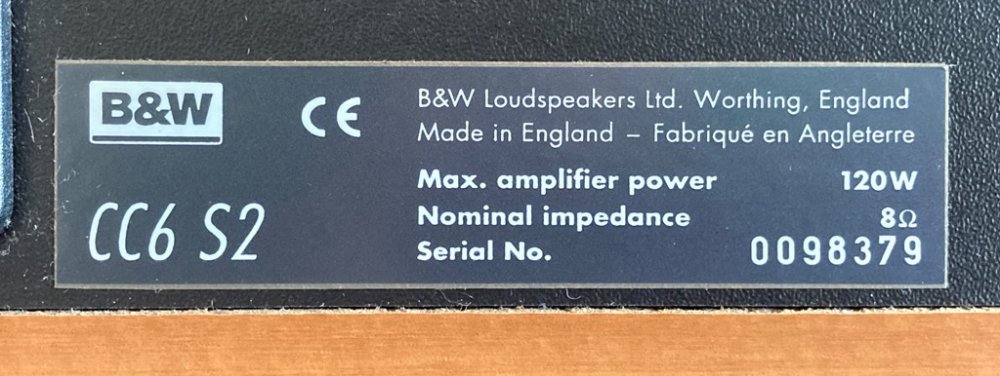 B&W
CE
B&W Loudspeakers Ltd. Worthing, England
Made in England – Fabriqué en Angleterre
Max. amplifier power 120W
CC6 S2
Nominal impedance 8Ω
Serial No. 0098379